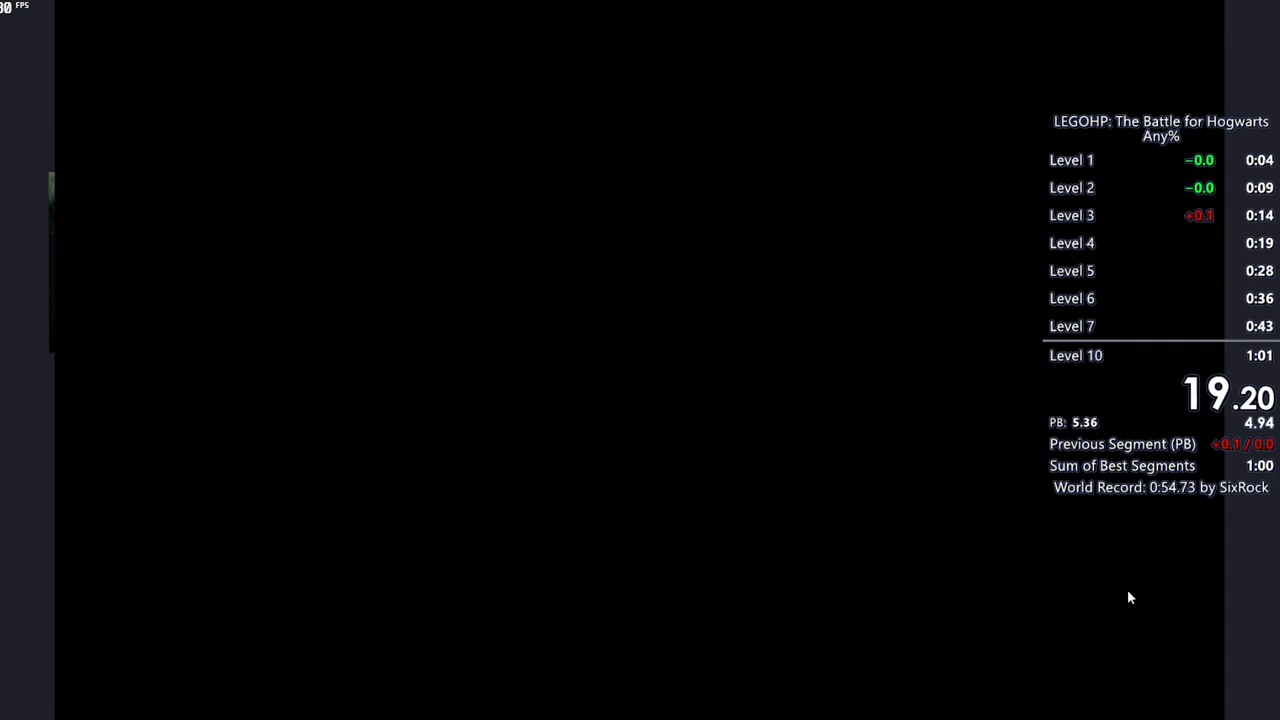 FPS
LEGOHP: The Battle for Hogwarts
Any%
Level 1 −0.0 0:04
Level 2 −0.0 0:09
Level 3 +0.1 0:14
Level 4 0:19
Level 5 0:28
Level 6 0:36
Level 7 0:43
Level 10 1:01
19.20
PB: 5.36 4.94
Previous Segment (PB) +0.1 / 0.0
Sum of Best Segments 1:00
World Record: 0:54.73 by SixRock